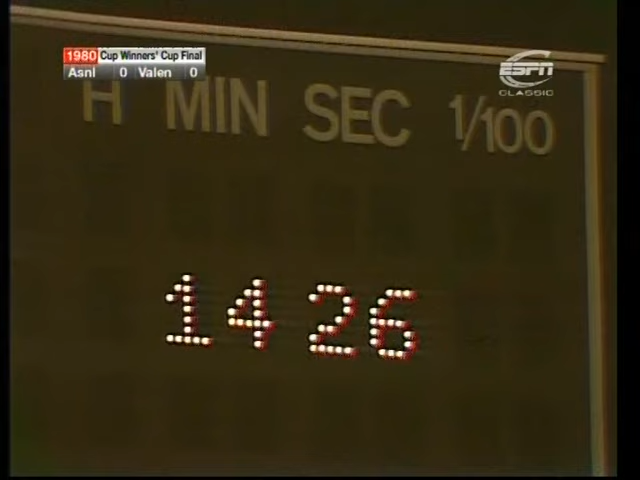 1980 Cup Winners' Cup Final
Asnl 0 Valen 0
ESPN
CLASSIC
H MIN SEC 1/100
14 26